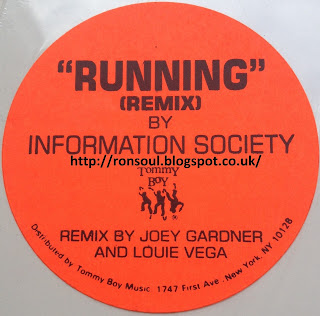 “RUNNING”
(REMIX)
BY
INFORMATION SOCIETY
http://ronsoul.blogspot.co.uk/
Tommy
BOY
REMIX BY JOEY GARDNER
AND LOUIE VEGA
Distributed by Tommy Boy Music 1747 First Ave. New York, NY 10128